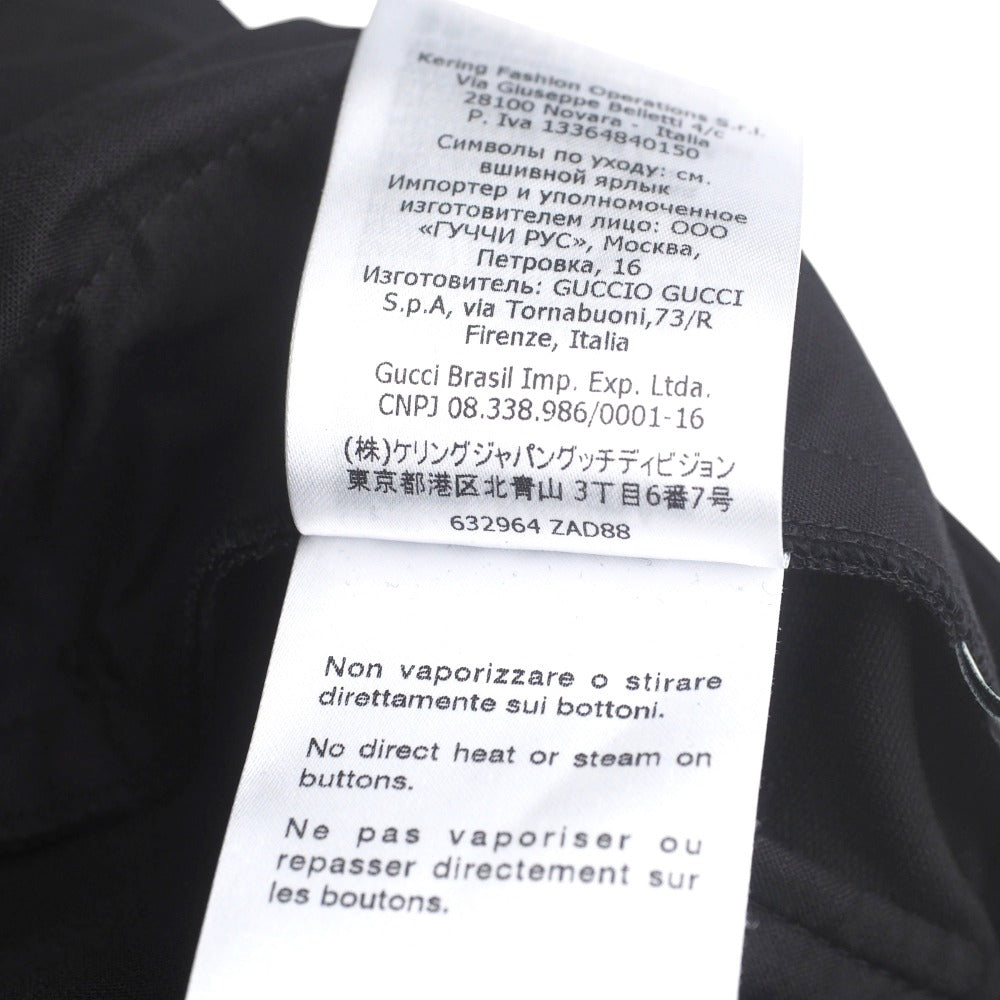 Kering Fashion Operations S.r.l.
Via Giuseppe Belletti 4/c
28100 Novara - Italia
P. Iva 13364840150
Символы по уходу: см.
вшивной ярлык
Импортер и уполномоченное
изготовителем лицо: ООО
«ГУЧЧИ РУС», Москва,
Петровка, 16
Изготовитель: GUCCIO GUCCI
S.p.A, via Tornabuoni,73/R
Firenze, Italia
Gucci Brasil Imp. Exp. Ltda.
CNPJ 08.338.986/0001-16
(株)ケリングジャパングッチディビジョン
東京都港区北青山 3丁目6番7号
632964 ZAD88
Non vaporizzare o stirare
direttamente sui bottoni.
No direct heat or steam on
buttons.
Ne pas vaporiser ou
repasser directement sur
les boutons.